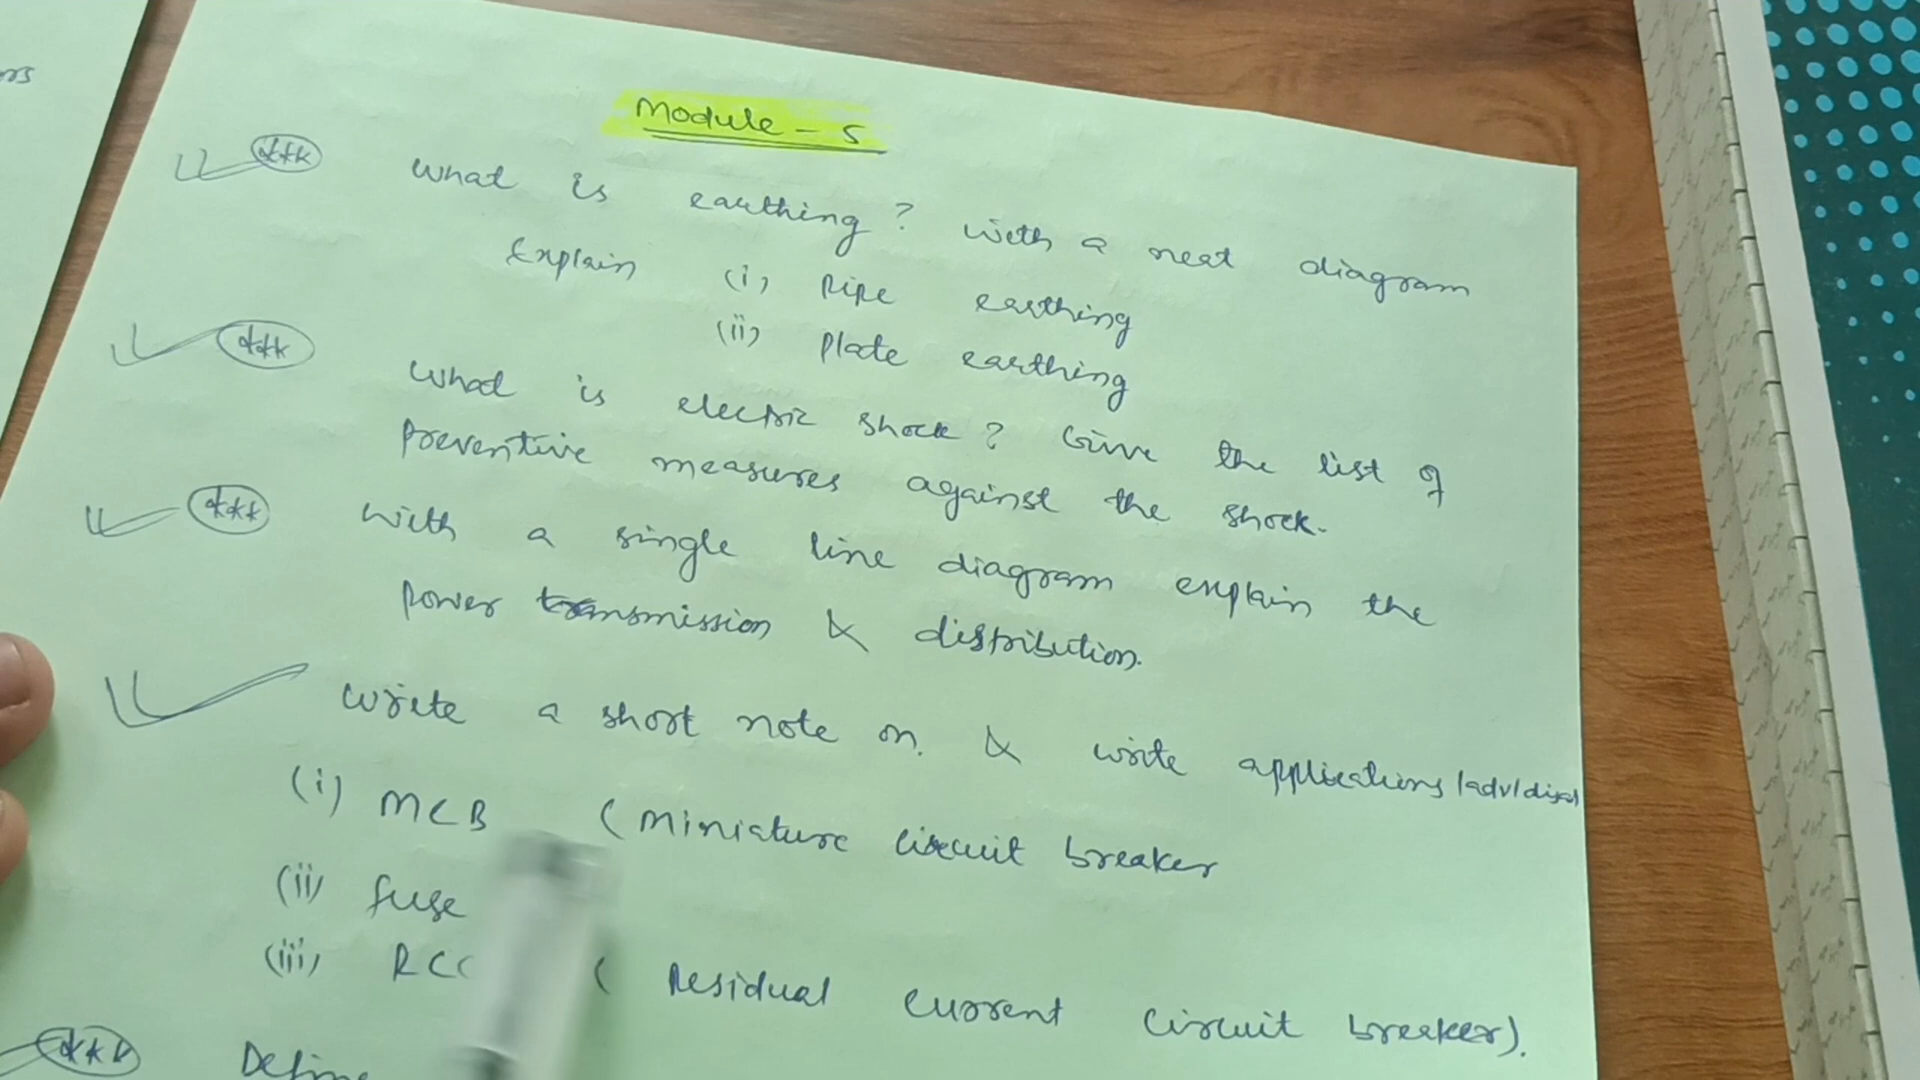 Module - 5
*** What is earthing? With a neat diagram
Explain (i) Pipe earthing
(ii) Plate earthing
*** What is electric shock? Give the list of
Preventive measures against the shock.
*** With a single line diagram explain the
Power transmission & distribution.
Write a short note on. & write applications/adv/disa
(i) MCB (Miniature circuit breaker
(ii) fuse
(iii) RCC ( Residual current circuit breaker).
*** Define